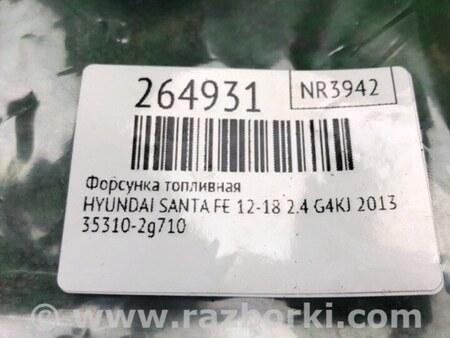 264931
NR3942
Форсунка топливная
HYUNDAI SANTA FE 12-18 2.4 G4KJ 2013
35310-2g710
© www.razborki.com